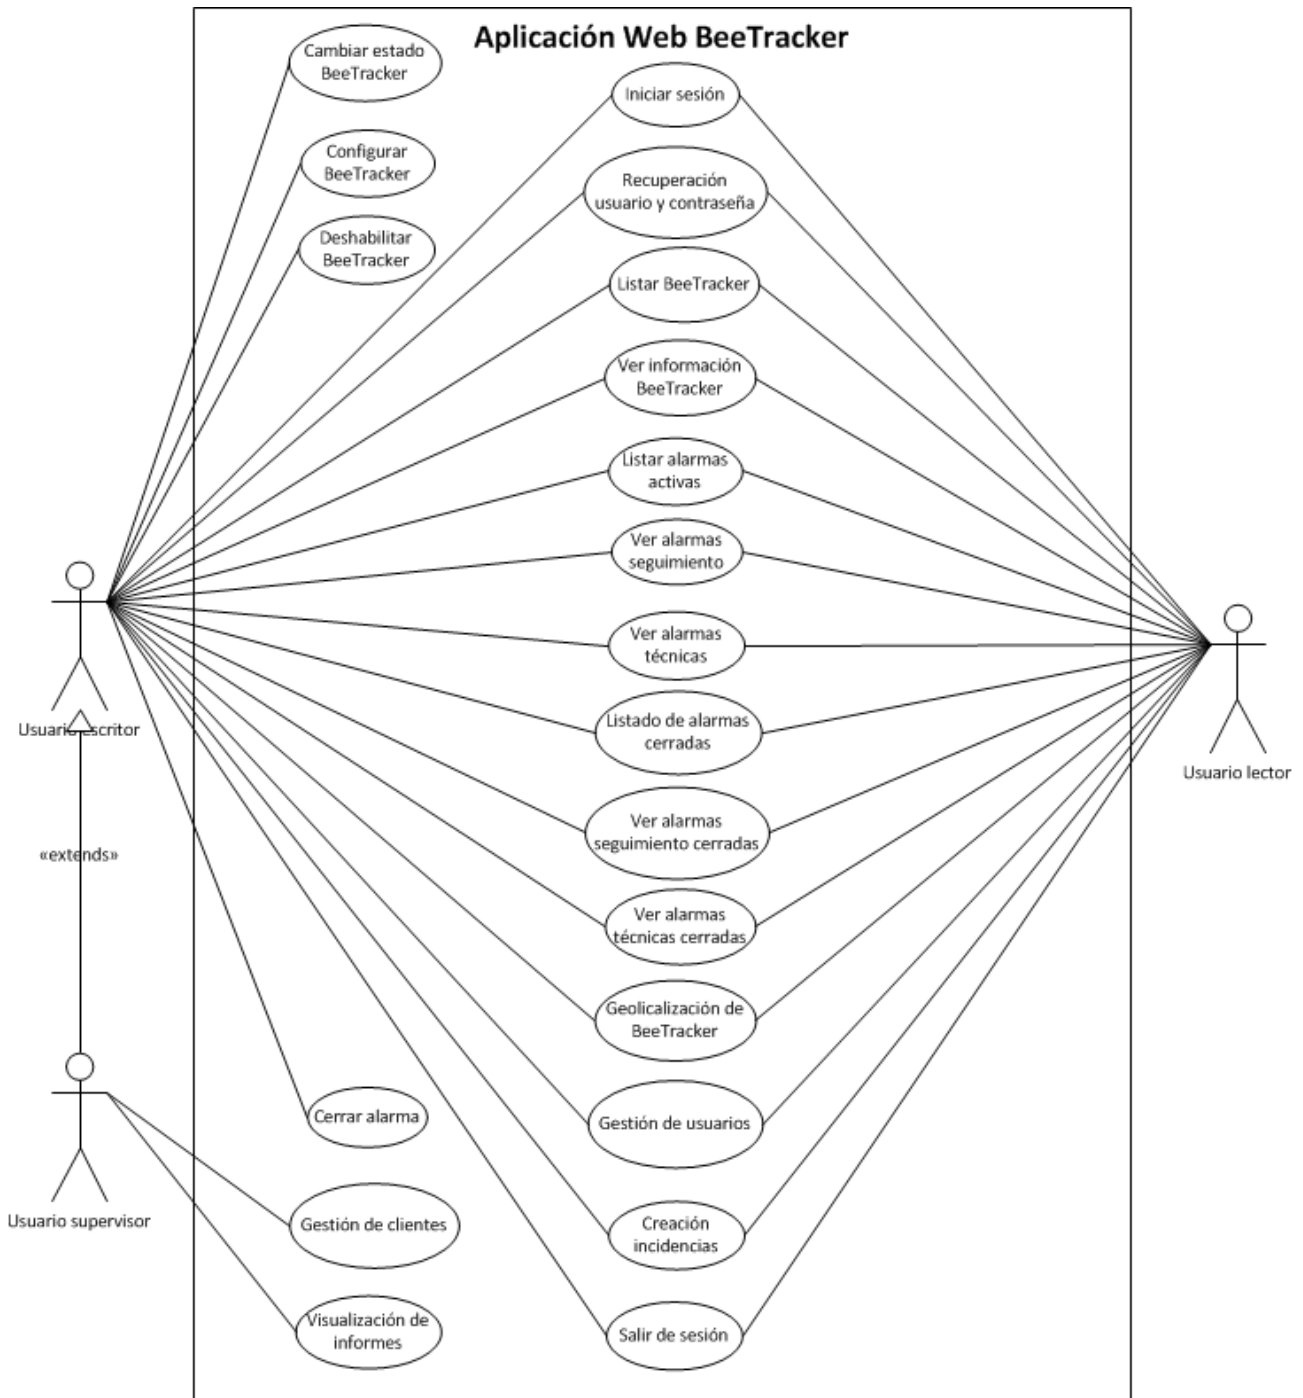 Aplicación Web BeeTracker
Cambiar estado
BeeTracker
Configurar
BeeTracker
Deshabilitar
BeeTracker
Iniciar sesión
Recuperación
usuario y contraseña
Listar BeeTracker
Ver información
BeeTracker
Listar alarmas
activas
Ver alarmas
seguimiento
Ver alarmas
técnicas
Listado de alarmas
cerradas
Ver alarmas
seguimiento cerradas
Ver alarmas
técnicas cerradas
Geolicalización de
BeeTracker
Gestión de usuarios
Creación
incidencias
Salir de sesión
Usuario escritor
«extends»
Usuario supervisor
Cerrar alarma
Gestión de clientes
Visualización de
informes
Usuario lector